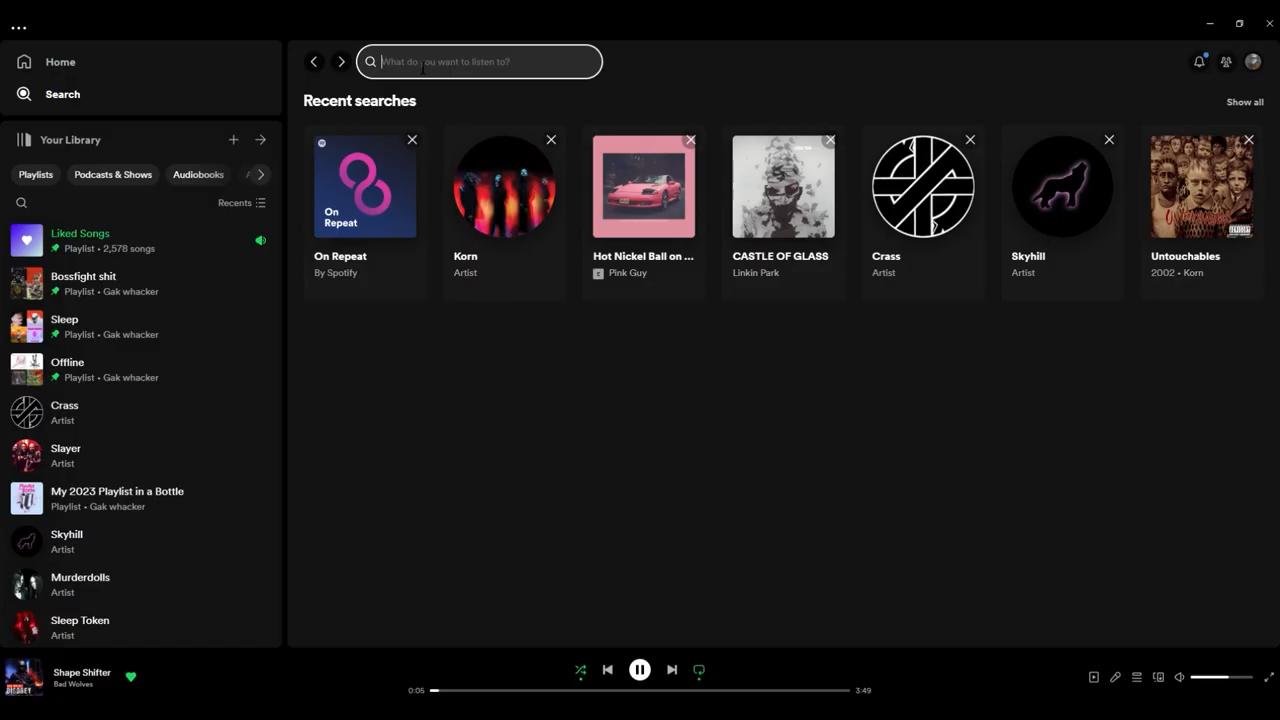 Home
Search
What do you want to listen to?
Your Library
Playlists
Podcasts & Shows
Audiobooks
Recents
Liked Songs
Playlist • 2,578 songs
Bossfight shit
Playlist • Gak whacker
Sleep
Playlist • Gak whacker
Offline
Playlist • Gak whacker
Crass
Artist
Slayer
Artist
My 2023 Playlist in a Bottle
Playlist • Gak whacker
Skyhill
Artist
Murderdolls
Artist
Sleep Token
Artist
Recent searches
Show all
On Repeat
On Repeat
By Spotify
Korn
Artist
Hot Nickel Ball on ...
E Pink Guy
CASTLE OF GLASS
Linkin Park
Crass
Artist
Skyhill
Artist
Untouchables
2002 • Korn
Shape Shifter
Bad Wolves
0:05
3:49